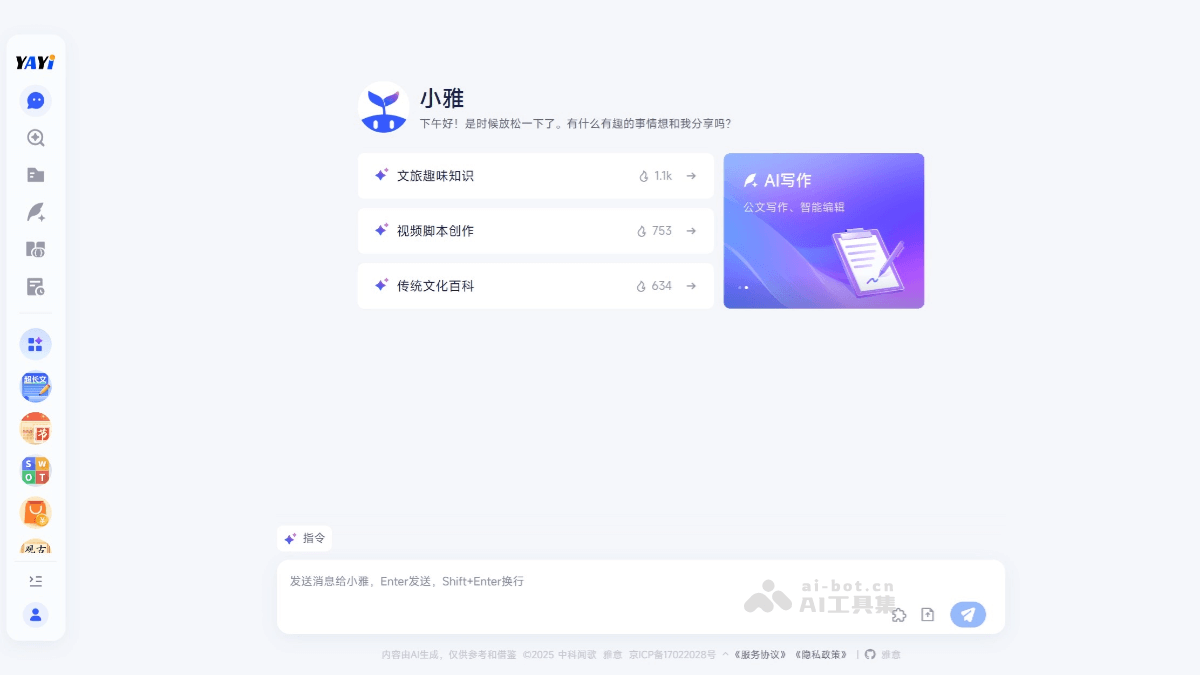 YAYi
小雅
下午好！是时候放松一下了。有什么有趣的事情想和我分享吗？
文旅趣味知识 1.1k
视频脚本创作 753
传统文化百科 634
AI写作
公文写作、智能编辑
超长文
书
S W
O T
观古
指令
发送消息给小雅，Enter发送，Shift+Enter换行
ai-bot.cn
AI工具集
内容由AI生成，仅供参考和借鉴 ©2025 中科闻歌 雅意 京ICP备17022028号 《服务协议》 《隐私政策》 | 雅意